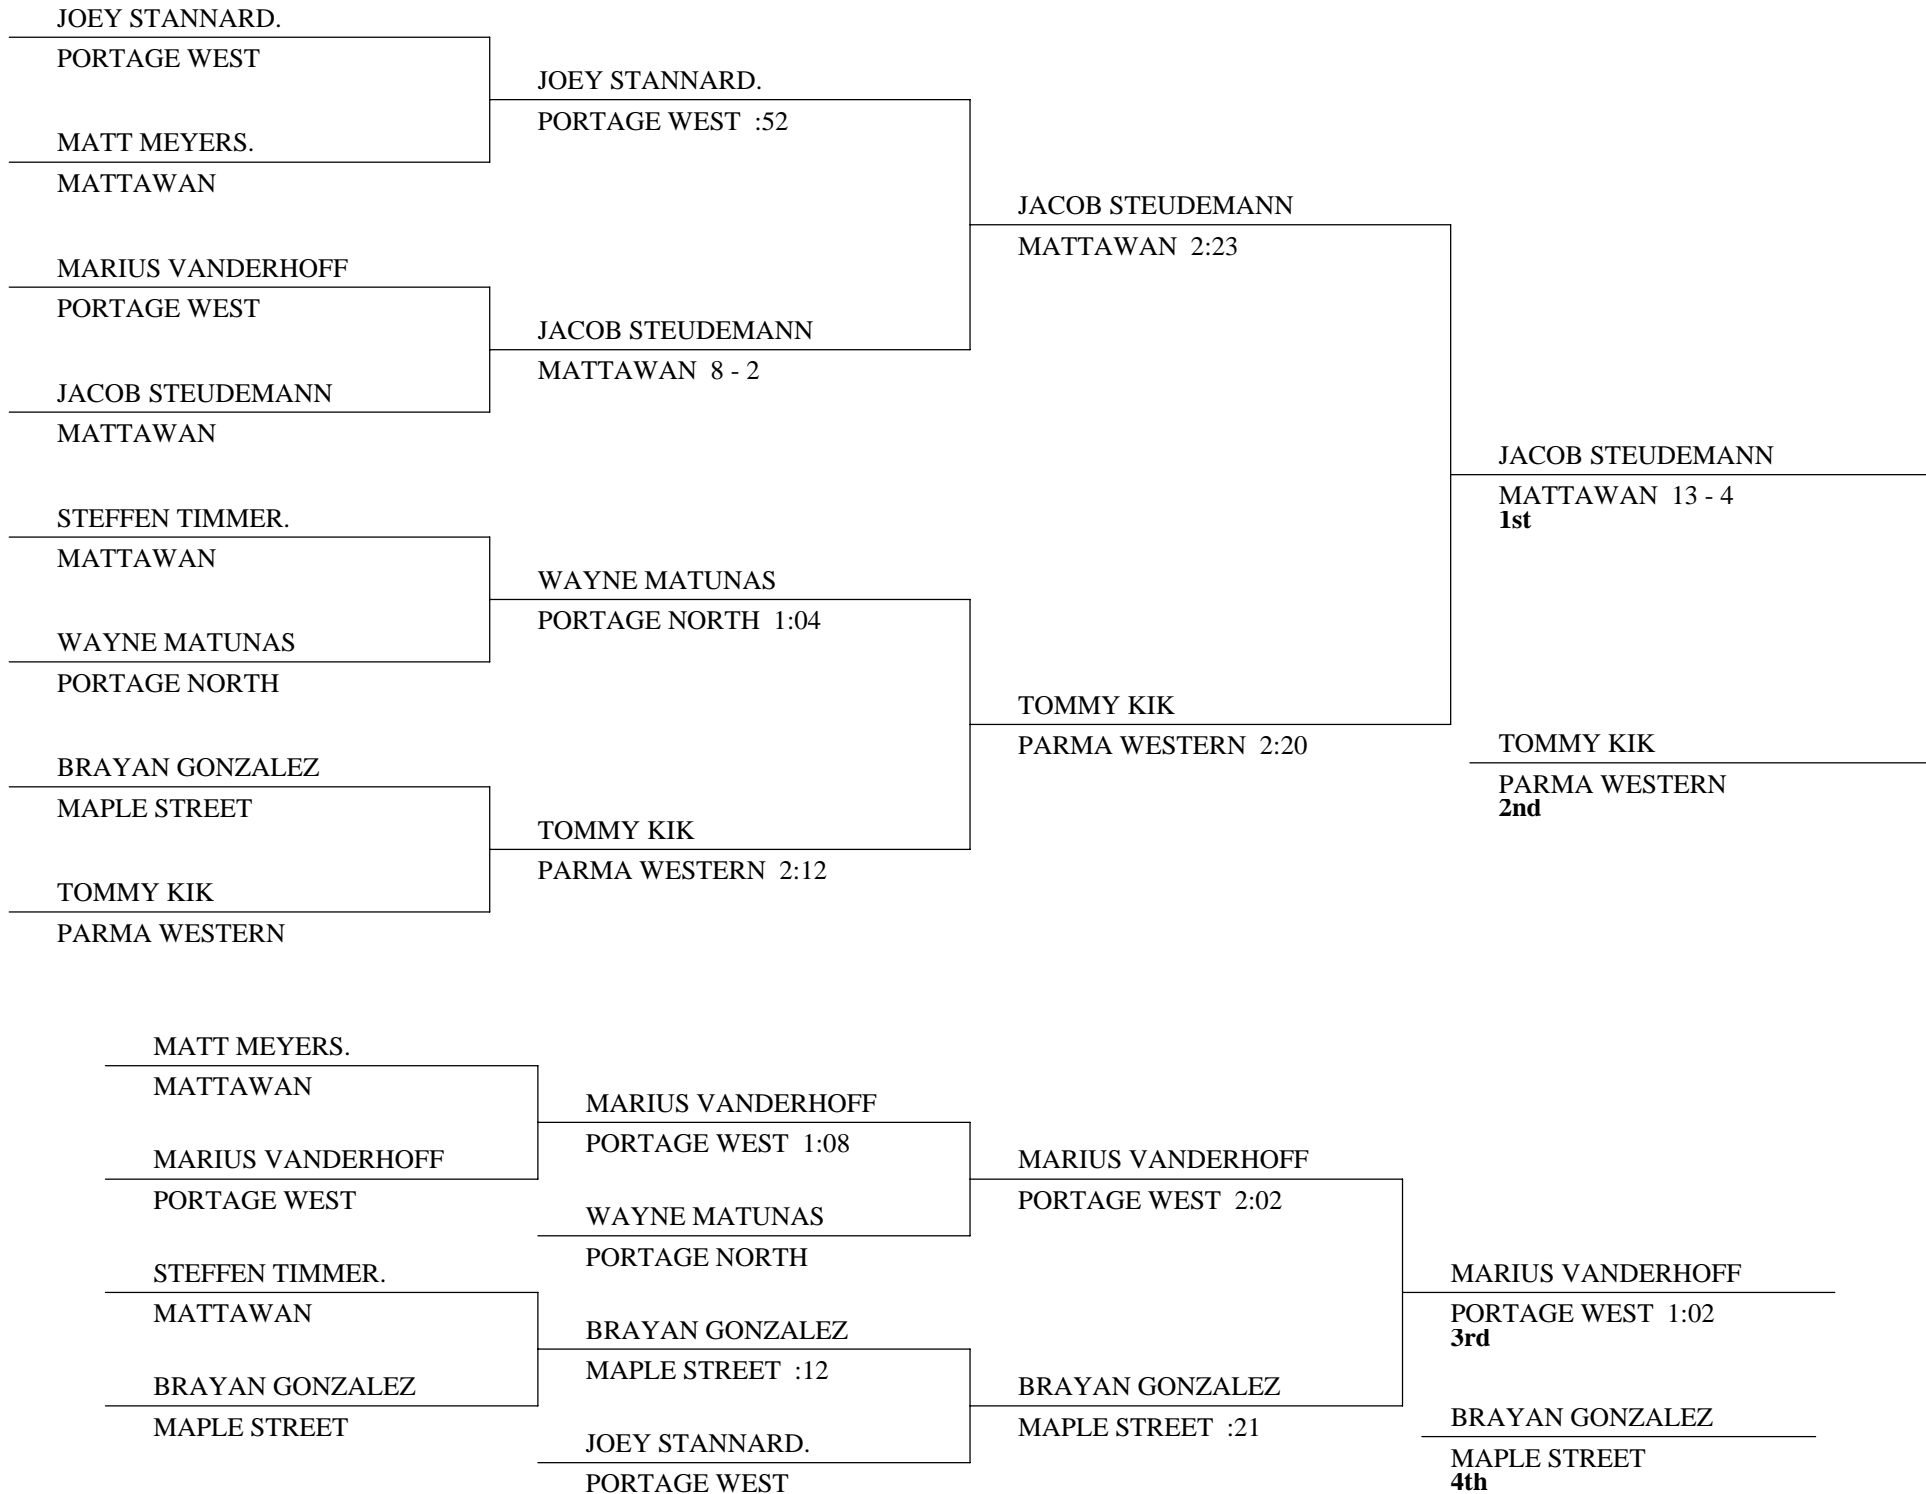 JOEY STANNARD.
PORTAGE WEST
JOEY STANNARD.
PORTAGE WEST :52
MATT MEYERS.
MATTAWAN
JACOB STEUDEMANN
MATTAWAN 2:23
MARIUS VANDERHOFF
PORTAGE WEST
JACOB STEUDEMANN
MATTAWAN 8 - 2
JACOB STEUDEMANN
MATTAWAN
JACOB STEUDEMANN
MATTAWAN 13 - 4
1st
STEFFEN TIMMER.
MATTAWAN
WAYNE MATUNAS
PORTAGE NORTH 1:04
WAYNE MATUNAS
PORTAGE NORTH
TOMMY KIK
PARMA WESTERN 2:20
TOMMY KIK
PARMA WESTERN
2nd
BRAYAN GONZALEZ
MAPLE STREET
TOMMY KIK
PARMA WESTERN 2:12
TOMMY KIK
PARMA WESTERN
MATT MEYERS.
MATTAWAN
MARIUS VANDERHOFF
PORTAGE WEST 1:08
MARIUS VANDERHOFF
PORTAGE WEST
MARIUS VANDERHOFF
PORTAGE WEST 2:02
WAYNE MATUNAS
PORTAGE NORTH
STEFFEN TIMMER.
MATTAWAN
MARIUS VANDERHOFF
PORTAGE WEST 1:02
3rd
BRAYAN GONZALEZ
MAPLE STREET :12
BRAYAN GONZALEZ
MAPLE STREET
BRAYAN GONZALEZ
MAPLE STREET :21
BRAYAN GONZALEZ
MAPLE STREET
4th
JOEY STANNARD.
PORTAGE WEST